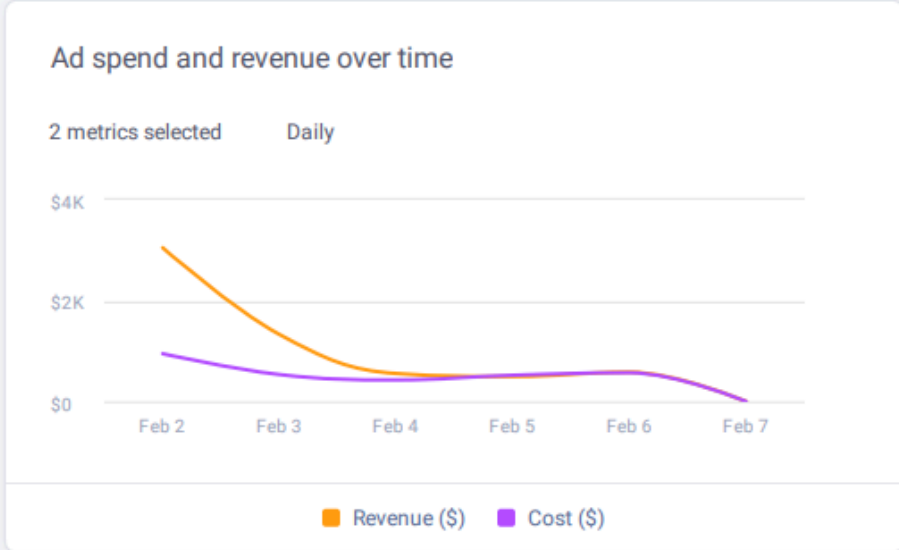 Ad spend and revenue over time
2 metrics selected Daily
$4K
$2K
$0
Feb 2 Feb 3 Feb 4 Feb 5 Feb 6 Feb 7
Revenue ($) Cost ($)